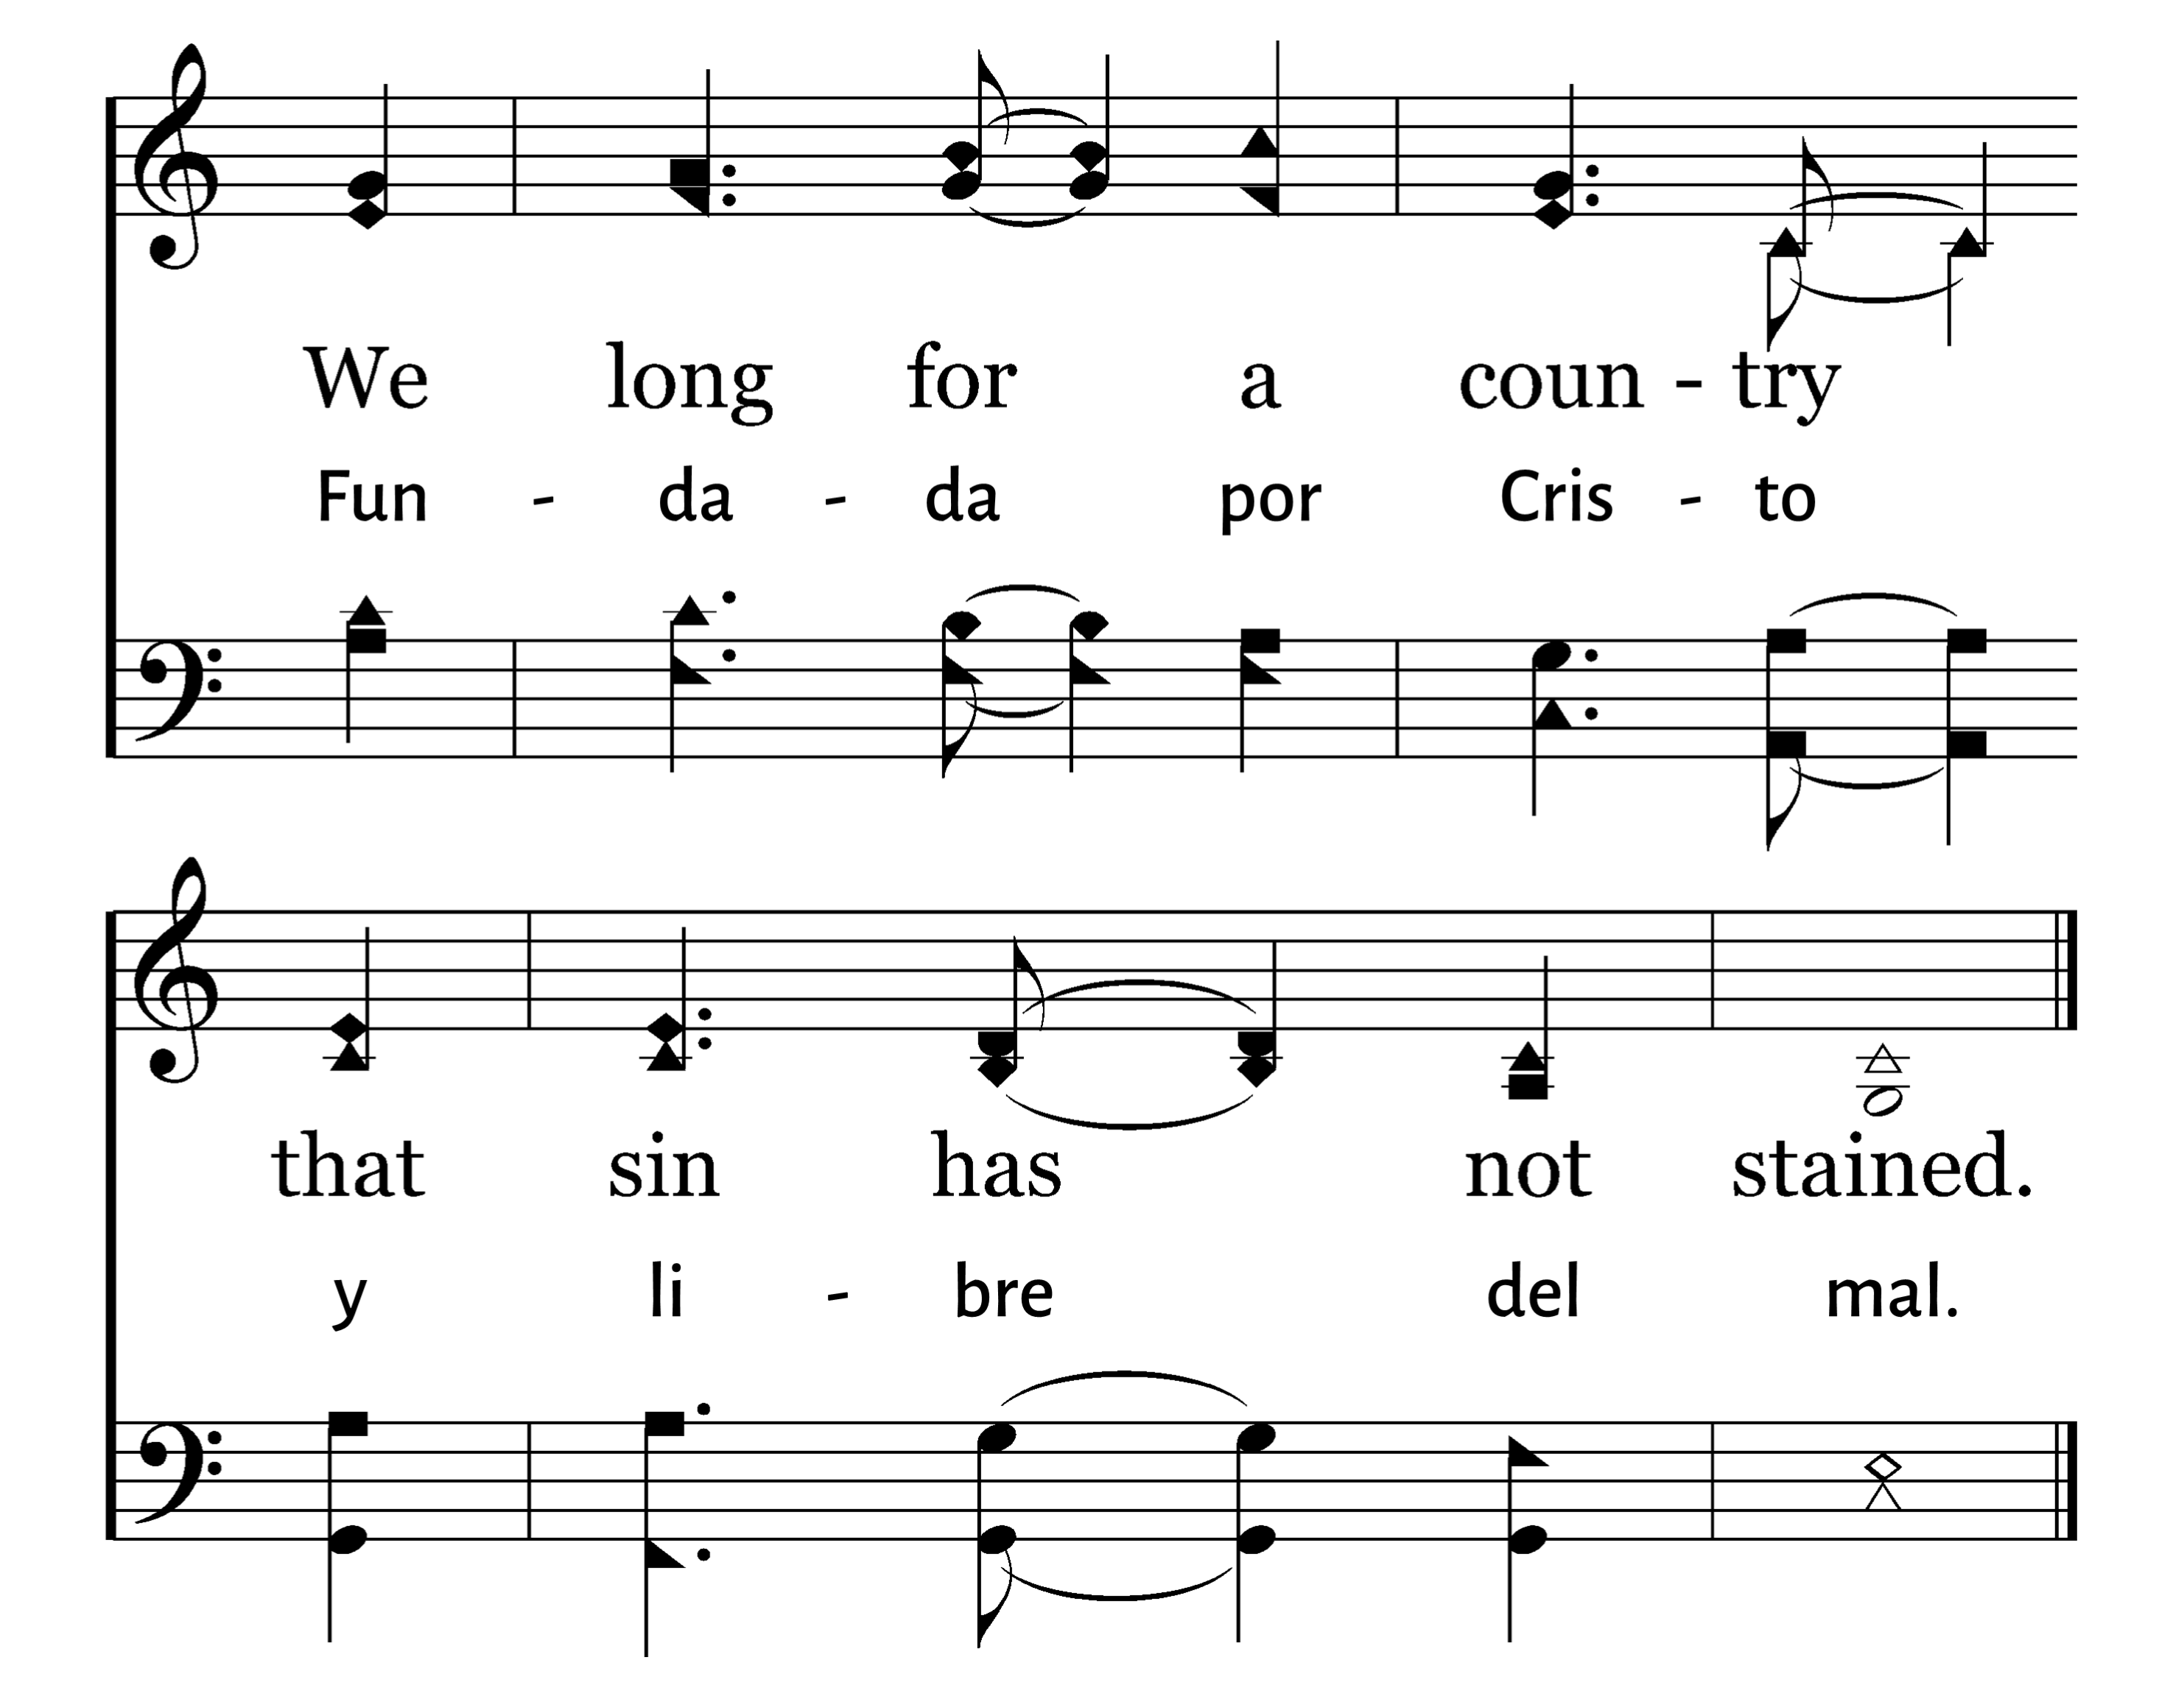 We long for a coun - try
Fun - da - da por Cris - to
that sin has not stained.
y li - bre del mal.